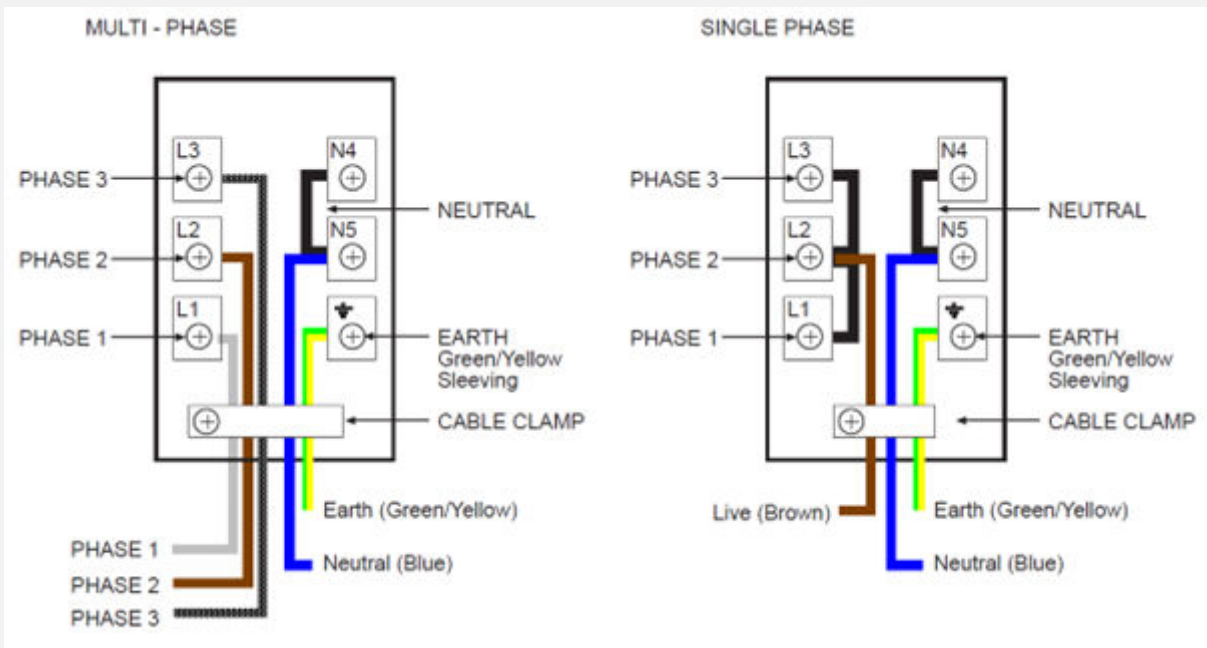 MULTI - PHASE
L3
N4
PHASE 3
NEUTRAL
L2
N5
PHASE 2
L1
PHASE 1
EARTH
Green/Yellow
Sleeving
CABLE CLAMP
Earth (Green/Yellow)
PHASE 1
Neutral (Blue)
PHASE 2
PHASE 3
SINGLE PHASE
L3
N4
PHASE 3
NEUTRAL
L2
N5
PHASE 2
L1
PHASE 1
EARTH
Green/Yellow
Sleeving
CABLE CLAMP
Live (Brown)
Earth (Green/Yellow)
Neutral (Blue)